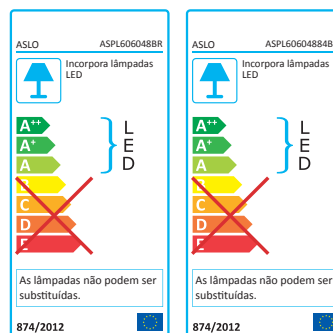 ASLO ASPL606048BR
Incorpora lâmpadas
LED
A++
A+
A
B
C
D
E
L
E
D
As lâmpadas não podem ser
substituídas.
874/2012
ASLO ASPL60604884B
Incorpora lâmpadas
LED
A++
A+
A
B
C
D
E
L
E
D
As lâmpadas não podem ser
substituídas.
874/2012